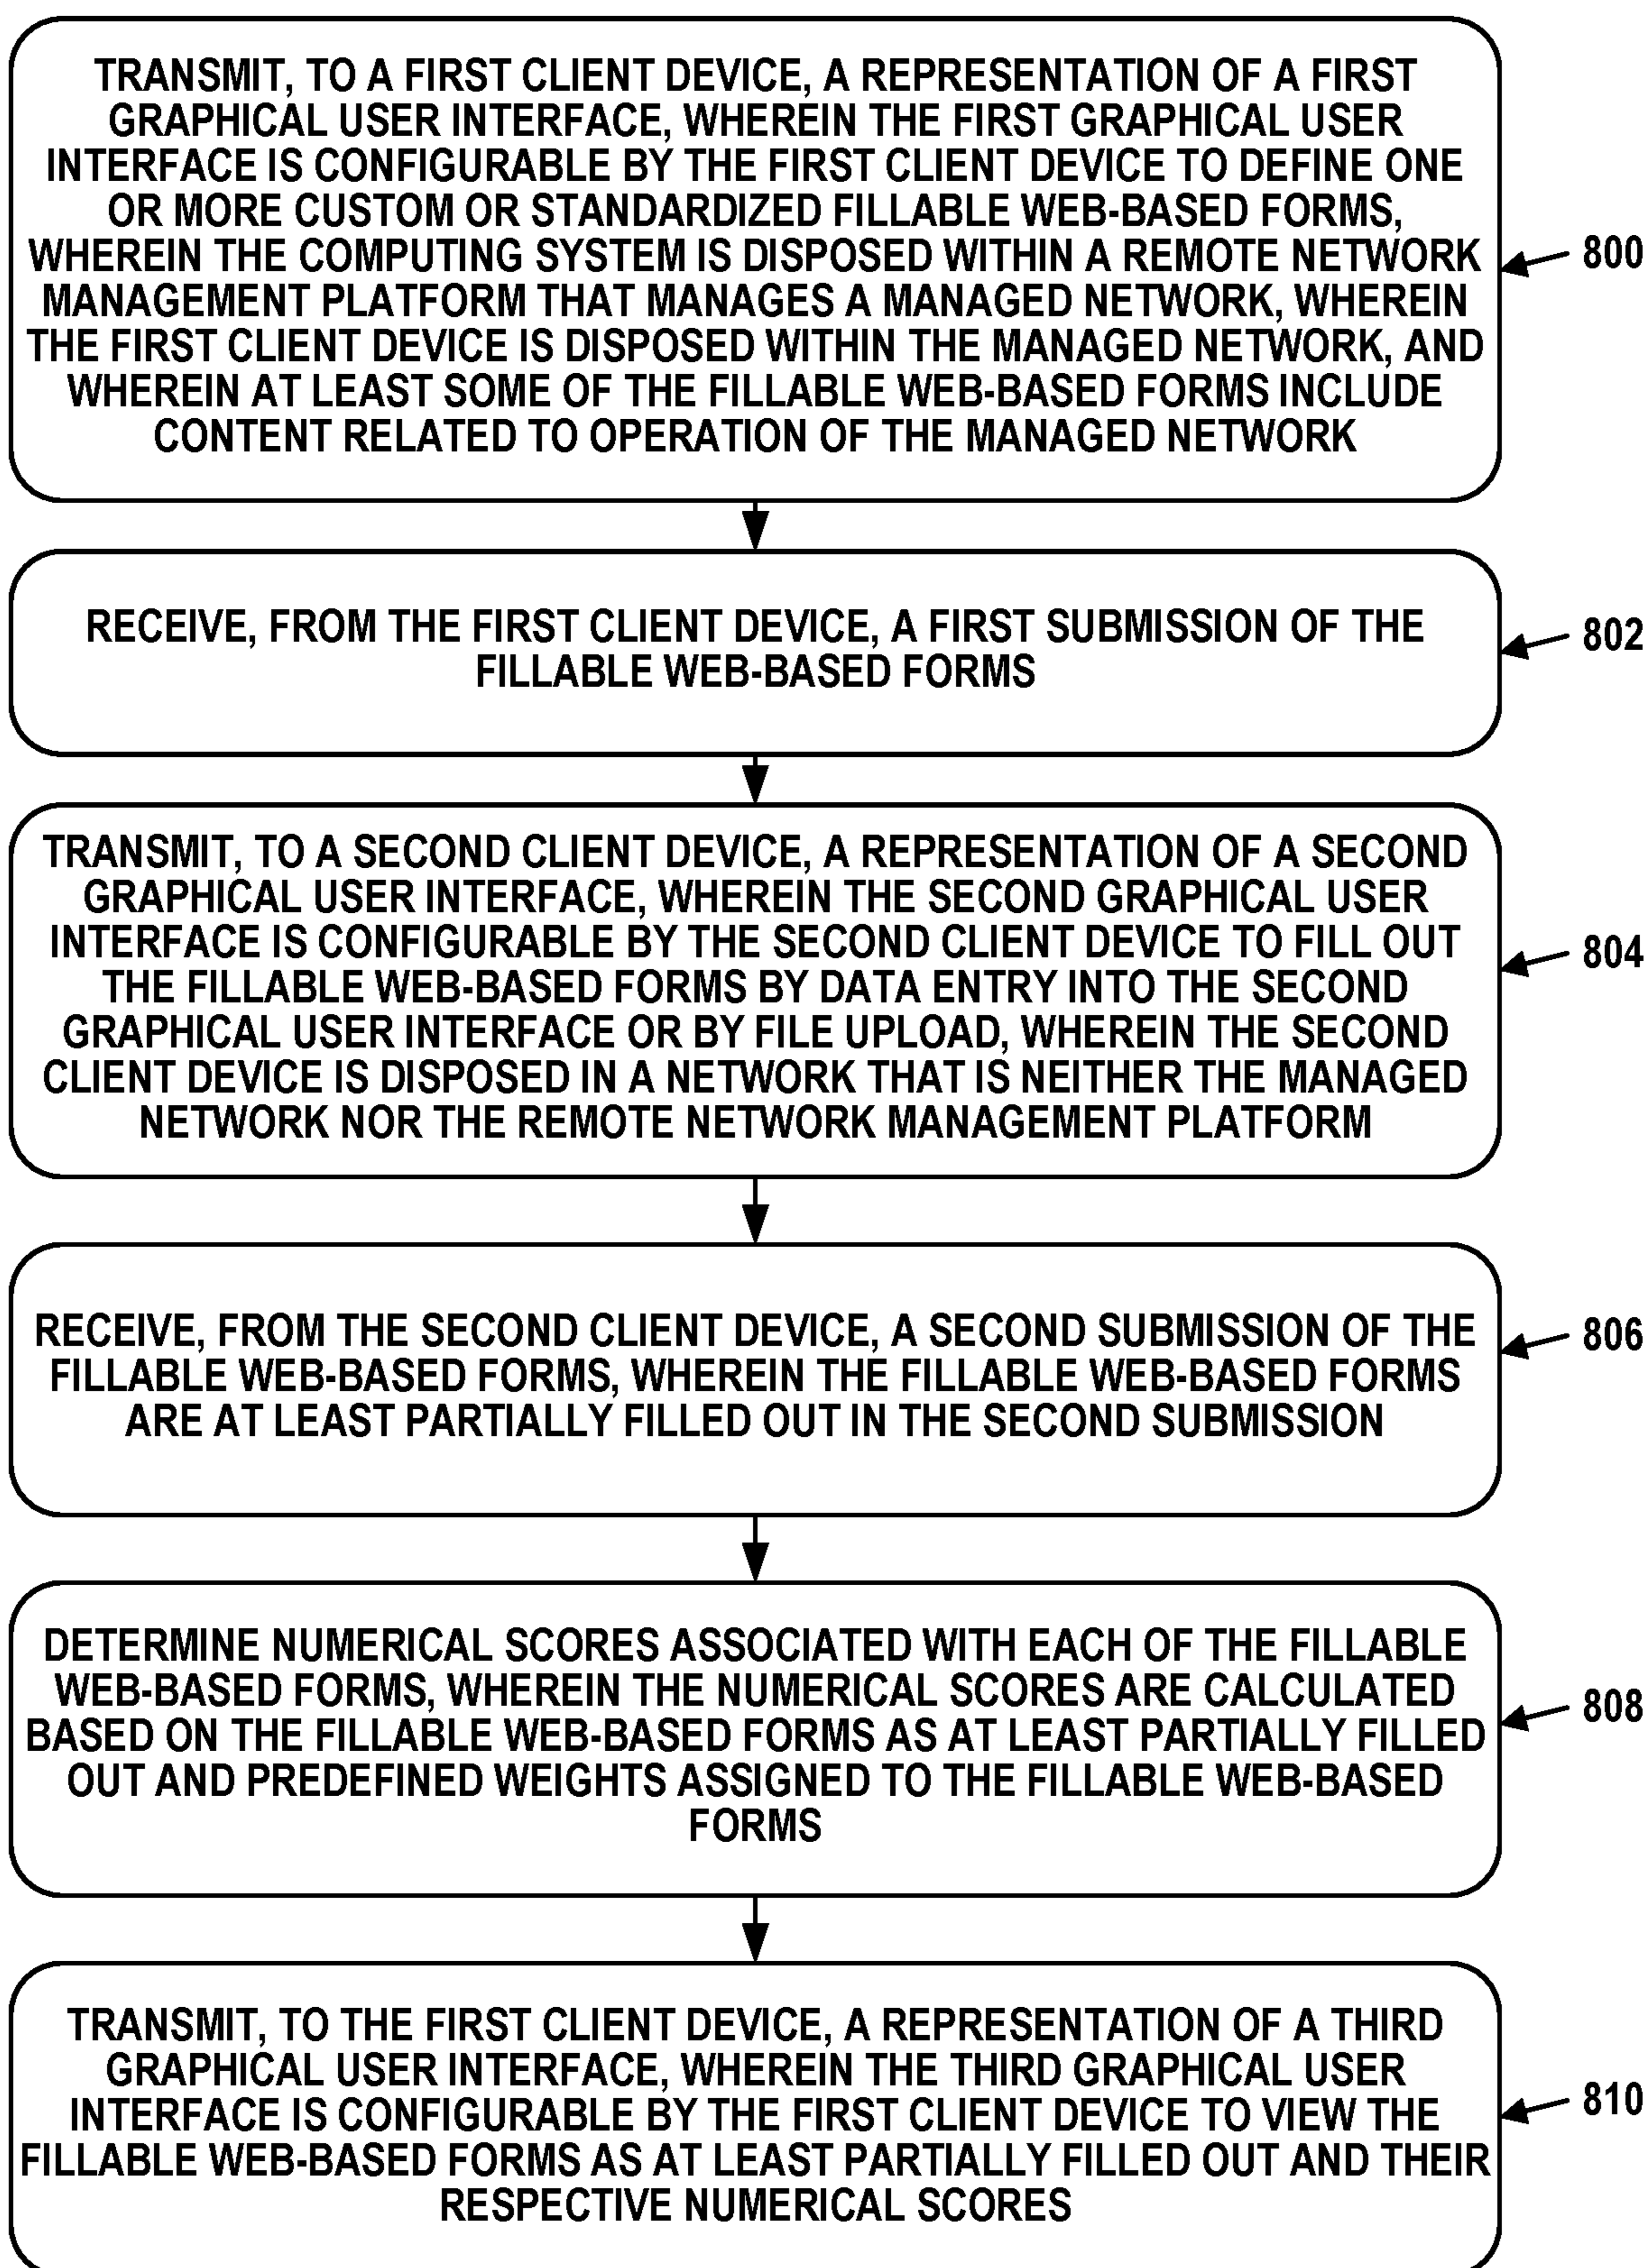 TRANSMIT, TO A FIRST CLIENT DEVICE, A REPRESENTATION OF A FIRST
GRAPHICAL USER INTERFACE, WHEREIN THE FIRST GRAPHICAL USER
INTERFACE IS CONFIGURABLE BY THE FIRST CLIENT DEVICE TO DEFINE ONE
OR MORE CUSTOM OR STANDARDIZED FILLABLE WEB-BASED FORMS,
WHEREIN THE COMPUTING SYSTEM IS DISPOSED WITHIN A REMOTE NETWORK
MANAGEMENT PLATFORM THAT MANAGES A MANAGED NETWORK, WHEREIN
THE FIRST CLIENT DEVICE IS DISPOSED WITHIN THE MANAGED NETWORK, AND
WHEREIN AT LEAST SOME OF THE FILLABLE WEB-BASED FORMS INCLUDE
CONTENT RELATED TO OPERATION OF THE MANAGED NETWORK
800
RECEIVE, FROM THE FIRST CLIENT DEVICE, A FIRST SUBMISSION OF THE
FILLABLE WEB-BASED FORMS
802
TRANSMIT, TO A SECOND CLIENT DEVICE, A REPRESENTATION OF A SECOND
GRAPHICAL USER INTERFACE, WHEREIN THE SECOND GRAPHICAL USER
INTERFACE IS CONFIGURABLE BY THE SECOND CLIENT DEVICE TO FILL OUT
THE FILLABLE WEB-BASED FORMS BY DATA ENTRY INTO THE SECOND
GRAPHICAL USER INTERFACE OR BY FILE UPLOAD, WHEREIN THE SECOND
CLIENT DEVICE IS DISPOSED IN A NETWORK THAT IS NEITHER THE MANAGED
NETWORK NOR THE REMOTE NETWORK MANAGEMENT PLATFORM
804
RECEIVE, FROM THE SECOND CLIENT DEVICE, A SECOND SUBMISSION OF THE
FILLABLE WEB-BASED FORMS, WHEREIN THE FILLABLE WEB-BASED FORMS
ARE AT LEAST PARTIALLY FILLED OUT IN THE SECOND SUBMISSION
806
DETERMINE NUMERICAL SCORES ASSOCIATED WITH EACH OF THE FILLABLE
WEB-BASED FORMS, WHEREIN THE NUMERICAL SCORES ARE CALCULATED
BASED ON THE FILLABLE WEB-BASED FORMS AS AT LEAST PARTIALLY FILLED
OUT AND PREDEFINED WEIGHTS ASSIGNED TO THE FILLABLE WEB-BASED
FORMS
808
TRANSMIT, TO THE FIRST CLIENT DEVICE, A REPRESENTATION OF A THIRD
GRAPHICAL USER INTERFACE, WHEREIN THE THIRD GRAPHICAL USER
INTERFACE IS CONFIGURABLE BY THE FIRST CLIENT DEVICE TO VIEW THE
FILLABLE WEB-BASED FORMS AS AT LEAST PARTIALLY FILLED OUT AND THEIR
RESPECTIVE NUMERICAL SCORES
810